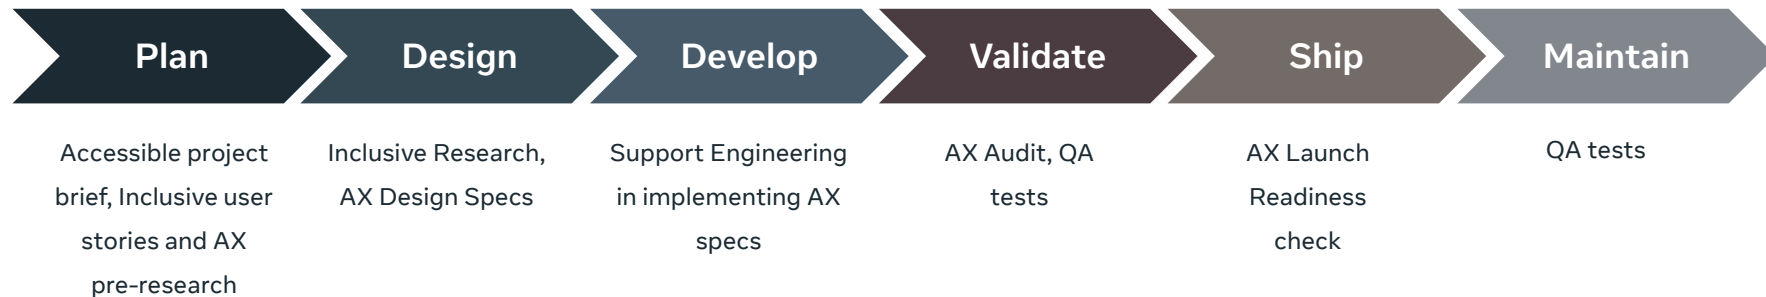 Plan
Design
Develop
Validate
Ship
Maintain
Accessible project
brief, Inclusive user
stories and AX
pre-research
Inclusive Research,
AX Design Specs
Support Engineering
in implementing AX
specs
AX Audit, QA
tests
AX Launch
Readiness
check
QA tests